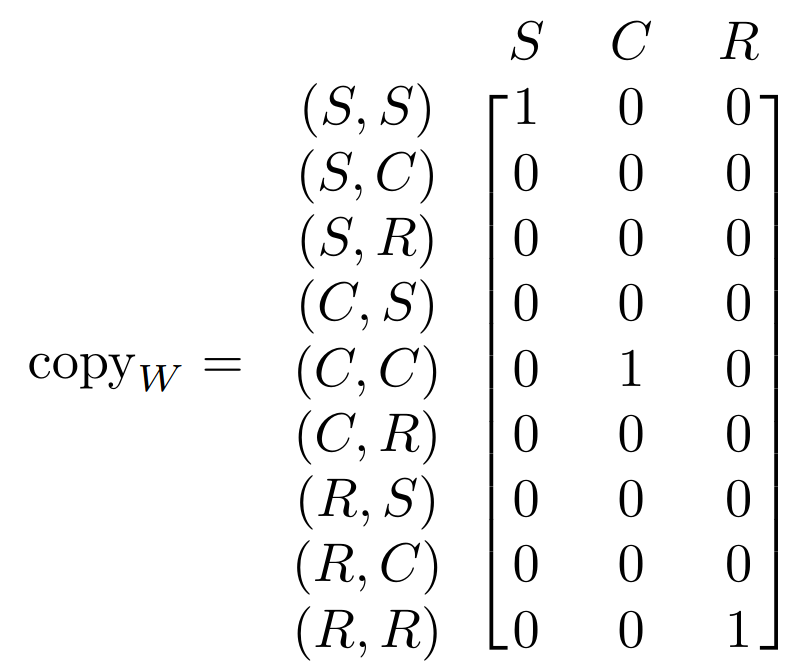 S C R
(S, S) 1 0 0
(S, C) 0 0 0
(S, R) 0 0 0
(C, S) 0 0 0
copy_W = (C, C) 0 1 0
(C, R) 0 0 0
(R, S) 0 0 0
(R, C) 0 0 0
(R, R) 0 0 1